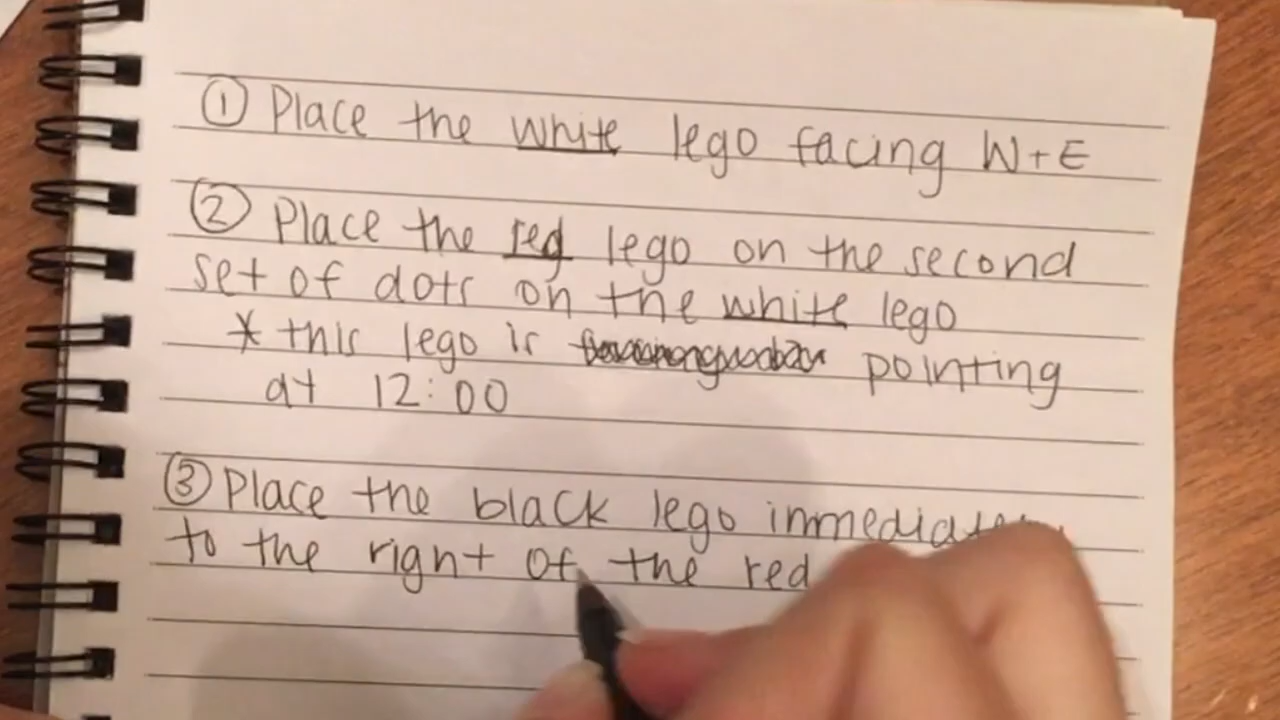 ① Place the white lego facing W+E
② Place the red lego on the second
set of dots on the white lego
* this lego is pointing
at 12:00
③ Place the black lego
to the right of the red